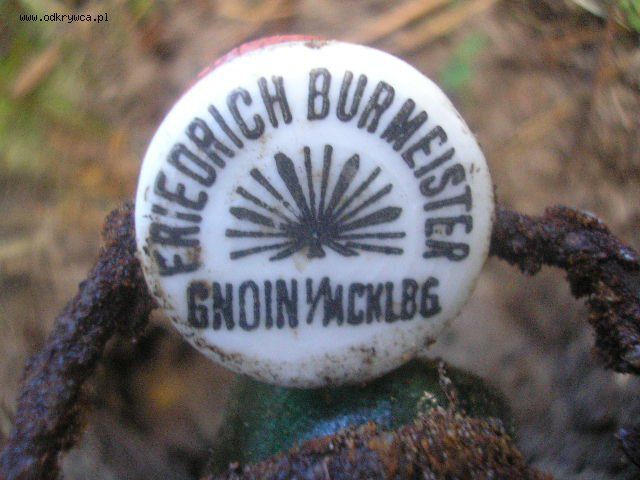 www.odkrywca.pl
FRIEDRICH BURMEISTER
GNOIN I/MCKLBG